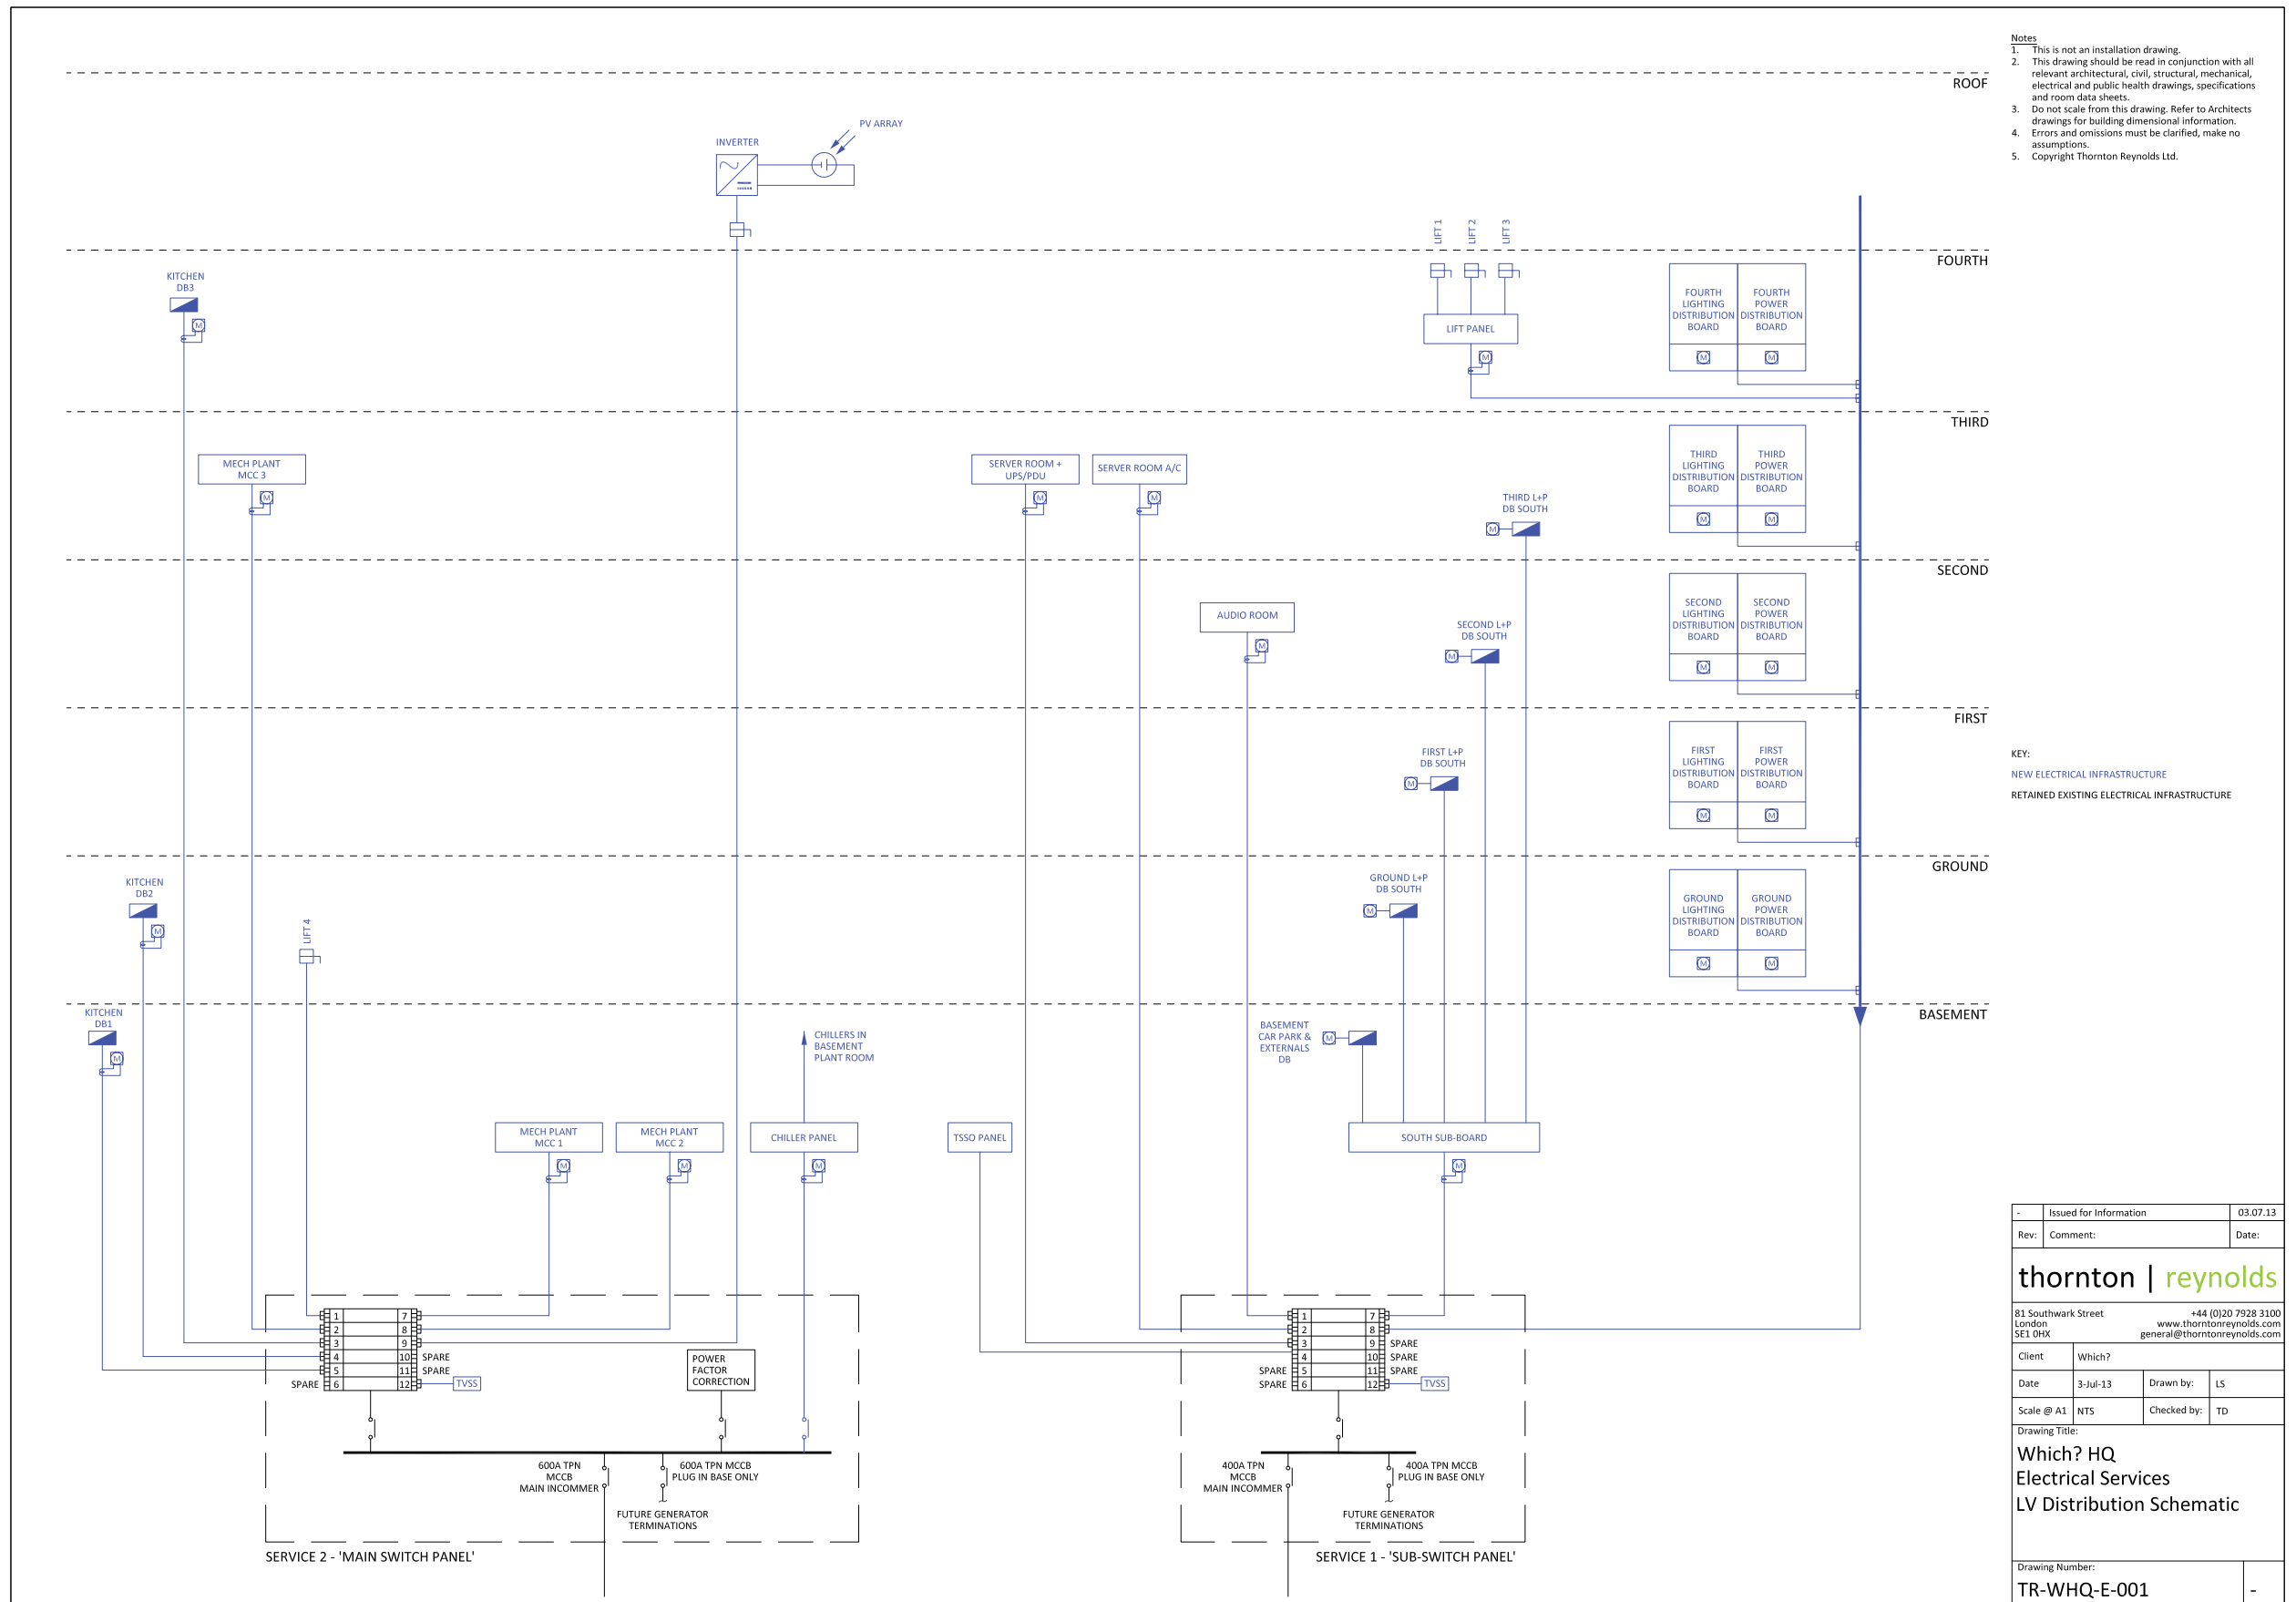 Notes
1. This is not an installation drawing.
2. This drawing should be read in conjunction with all
relevant architectural, civil, structural, mechanical,
electrical and public health drawings, specifications
and room data sheets.
3. Do not scale from this drawing. Refer to Architects
drawings for building dimensional information.
4. Errors and omissions must be clarified, make no
assumptions.
5. Copyright Thornton Reynolds Ltd.
ROOF
PV ARRAY
INVERTER
LIFT 1
LIFT 2
LIFT 3
FOURTH
KITCHEN
DB3
M
LIFT PANEL
M
FOURTH
LIGHTING
DISTRIBUTION
BOARD
M
FOURTH
POWER
DISTRIBUTION
BOARD
M
THIRD
MECH PLANT
MCC 3
M
SERVER ROOM +
UPS/PDU
M
SERVER ROOM A/C
M
THIRD L+P
DB SOUTH
M
THIRD
LIGHTING
DISTRIBUTION
BOARD
M
THIRD
POWER
DISTRIBUTION
BOARD
M
SECOND
AUDIO ROOM
M
SECOND L+P
DB SOUTH
M
SECOND
LIGHTING
DISTRIBUTION
BOARD
M
SECOND
POWER
DISTRIBUTION
BOARD
M
FIRST
FIRST L+P
DB SOUTH
M
FIRST
LIGHTING
DISTRIBUTION
BOARD
M
FIRST
POWER
DISTRIBUTION
BOARD
M
KEY:
NEW ELECTRICAL INFRASTRUCTURE
RETAINED EXISTING ELECTRICAL INFRASTRUCTURE
GROUND
KITCHEN
DB2
M
LIFT 4
GROUND L+P
DB SOUTH
M
GROUND
LIGHTING
DISTRIBUTION
BOARD
M
GROUND
POWER
DISTRIBUTION
BOARD
M
BASEMENT
KITCHEN
DB1
M
CHILLERS IN
BASEMENT
PLANT ROOM
BASEMENT
CAR PARK &
EXTERNALS
DB
M
MECH PLANT
MCC 1
M
MECH PLANT
MCC 2
M
CHILLER PANEL
M
TSSO PANEL
SOUTH SUB-BOARD
M
1 7
2 8
3 9
4 10 SPARE
5 11 SPARE
SPARE 6 12 TVSS
POWER
FACTOR
CORRECTION
600A TPN
MCCB
MAIN INCOMMER
600A TPN MCCB
PLUG IN BASE ONLY
FUTURE GENERATOR
TERMINATIONS
SERVICE 2 - 'MAIN SWITCH PANEL'
1 7
2 8
3 9 SPARE
4 10 SPARE
SPARE 5 11 SPARE
SPARE 6 12 TVSS
400A TPN
MCCB
MAIN INCOMMER
400A TPN MCCB
PLUG IN BASE ONLY
FUTURE GENERATOR
TERMINATIONS
SERVICE 1 - 'SUB-SWITCH PANEL'
- Issued for Information 03.07.13
Rev: Comment: Date:
thornton | reynolds
81 Southwark Street +44 (0)20 7928 3100
London www.thorntonreynolds.com
SE1 0HX general@thorntonreynolds.com
Client Which?
Date 3-Jul-13 Drawn by: LS
Scale @ A1 NTS Checked by: TD
Drawing Title:
Which? HQ
Electrical Services
LV Distribution Schematic
Drawing Number:
TR-WHQ-E-001 -